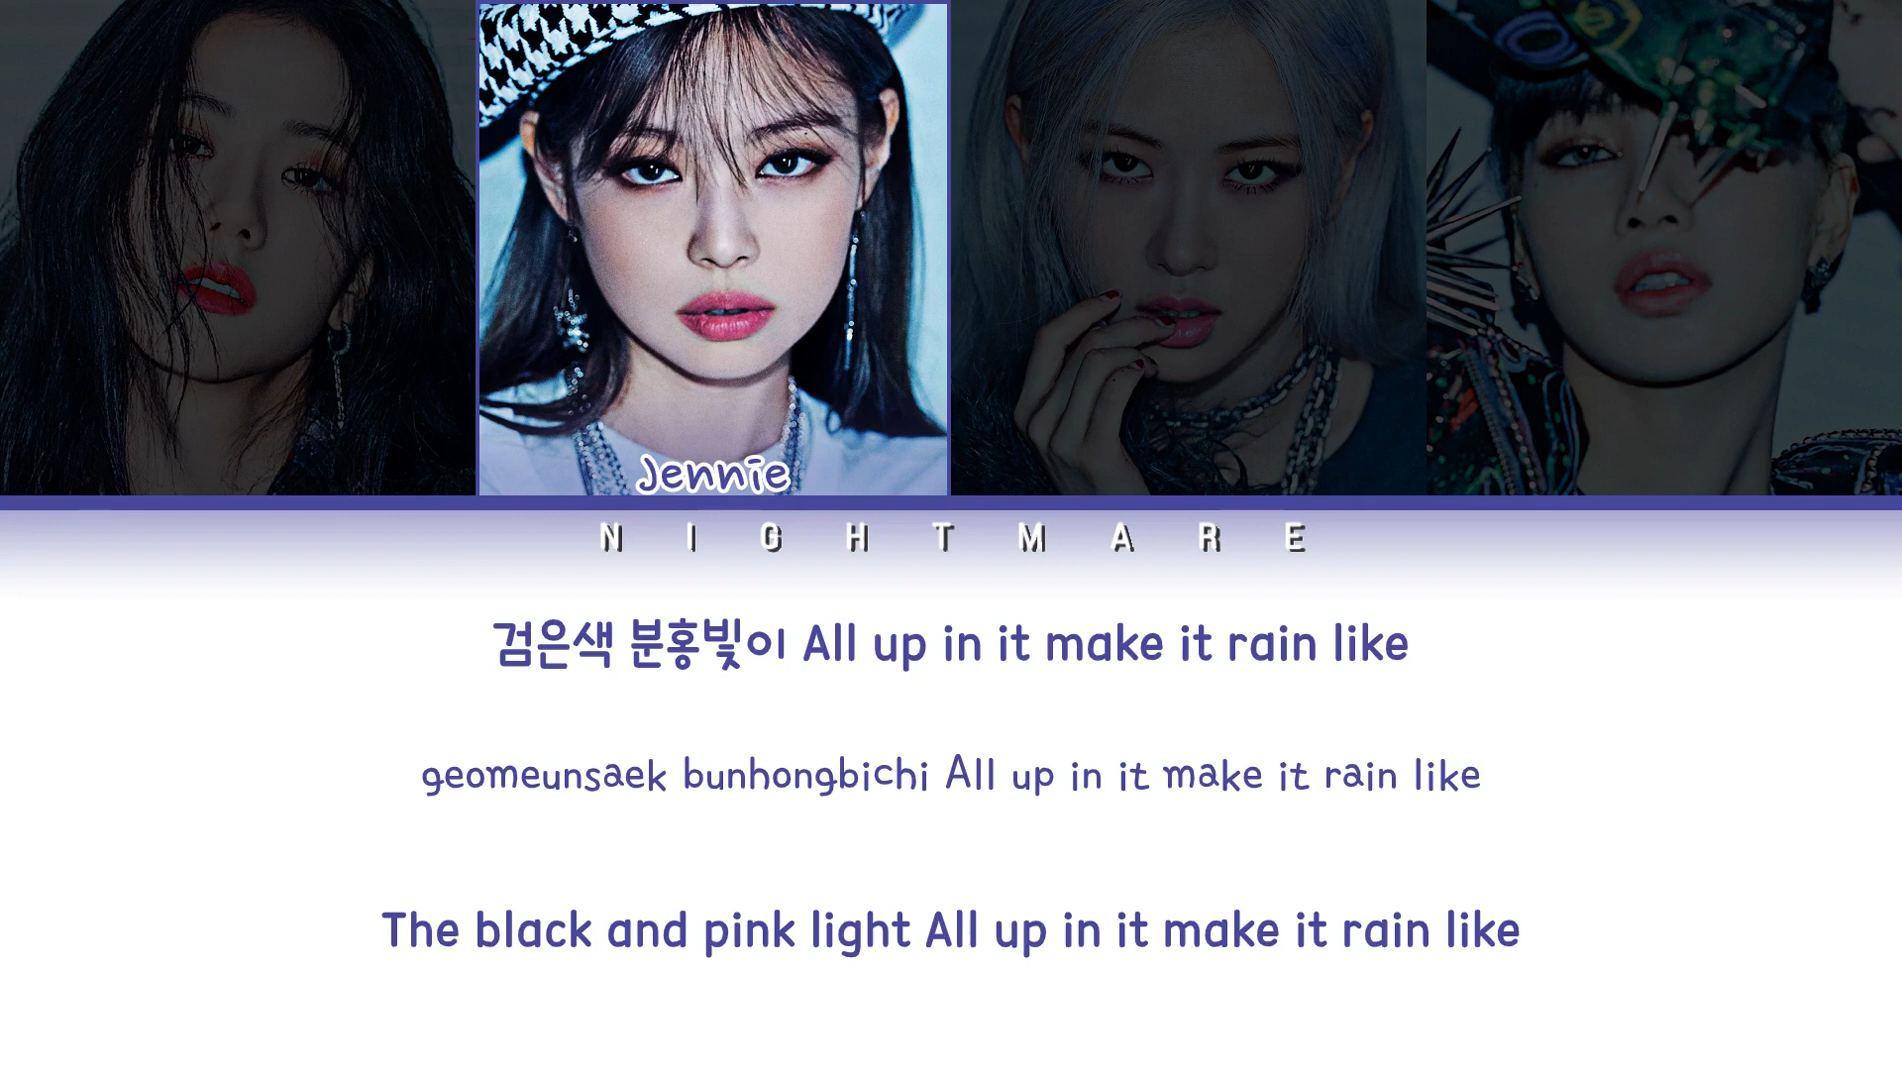 Jennie
NIGHTMARE
검은색 분홍빛이 All up in it make it rain like
geomeunsaek bunhongbichi All up in it make it rain like
The black and pink light All up in it make it rain like